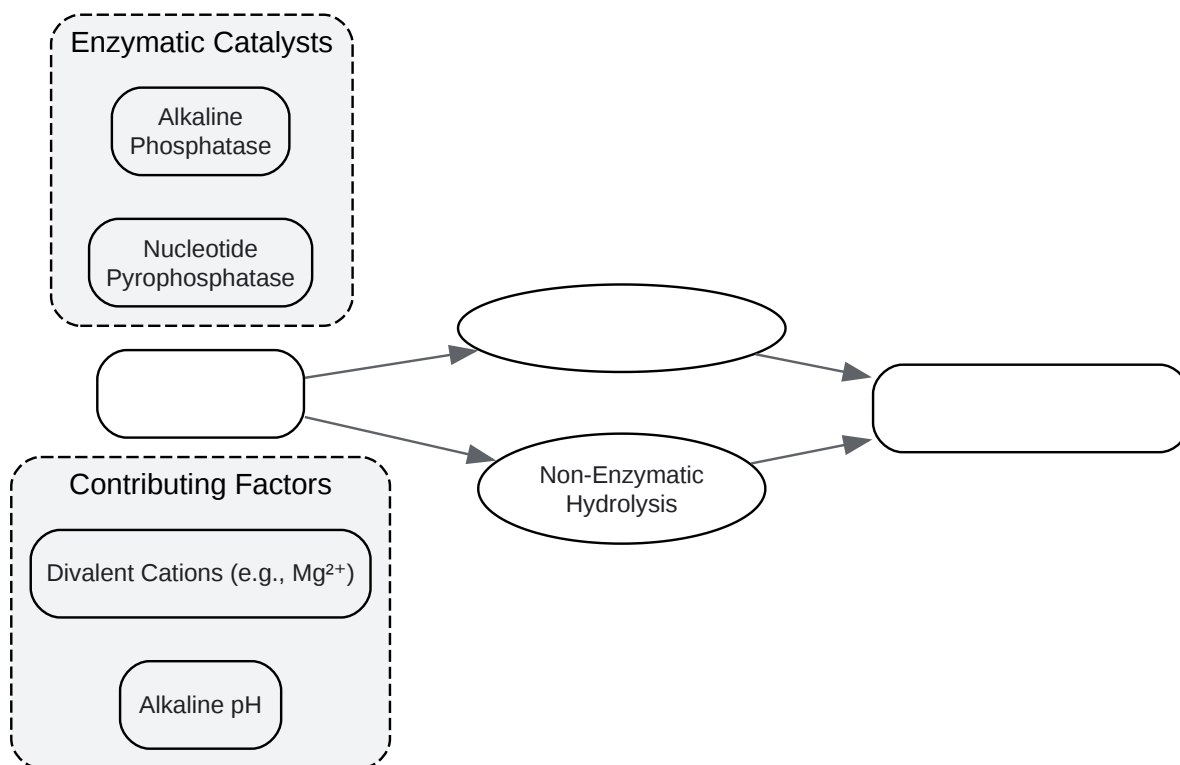 Enzymatic Catalysts
Alkaline
Phosphatase
Nucleotide
Pyrophosphatase
Non-Enzymatic
Hydrolysis
Contributing Factors
Divalent Cations (e.g., Mg²⁺)
Alkaline pH